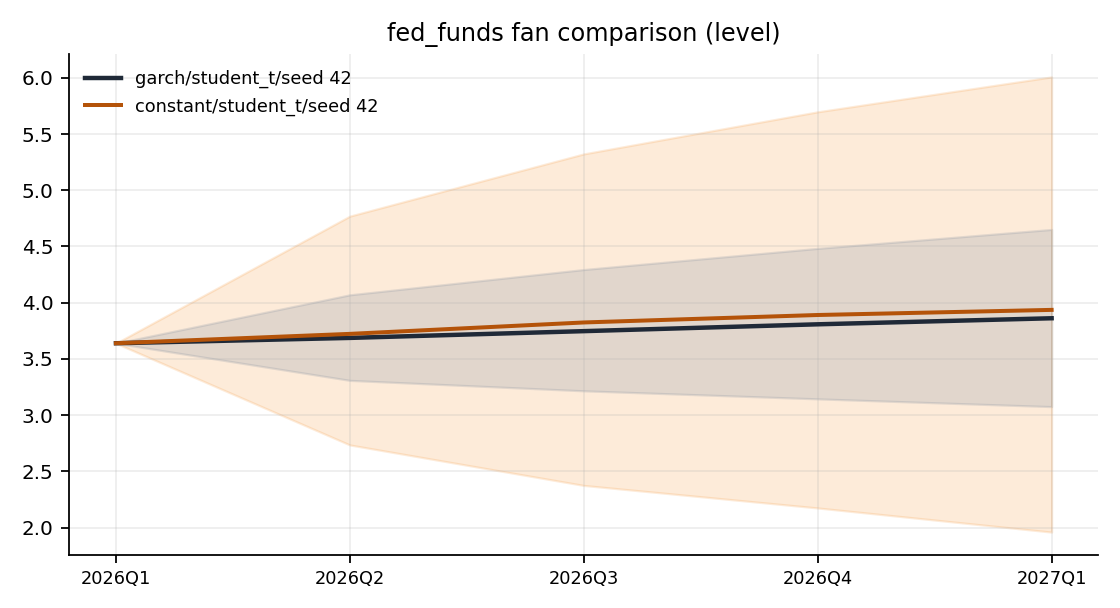 fed_funds fan comparison (level)
garch/student_t/seed 42
constant/student_t/seed 42
6.0
5.5
5.0
4.5
4.0
3.5
3.0
2.5
2.0
2026Q1 2026Q2 2026Q3 2026Q4 2027Q1